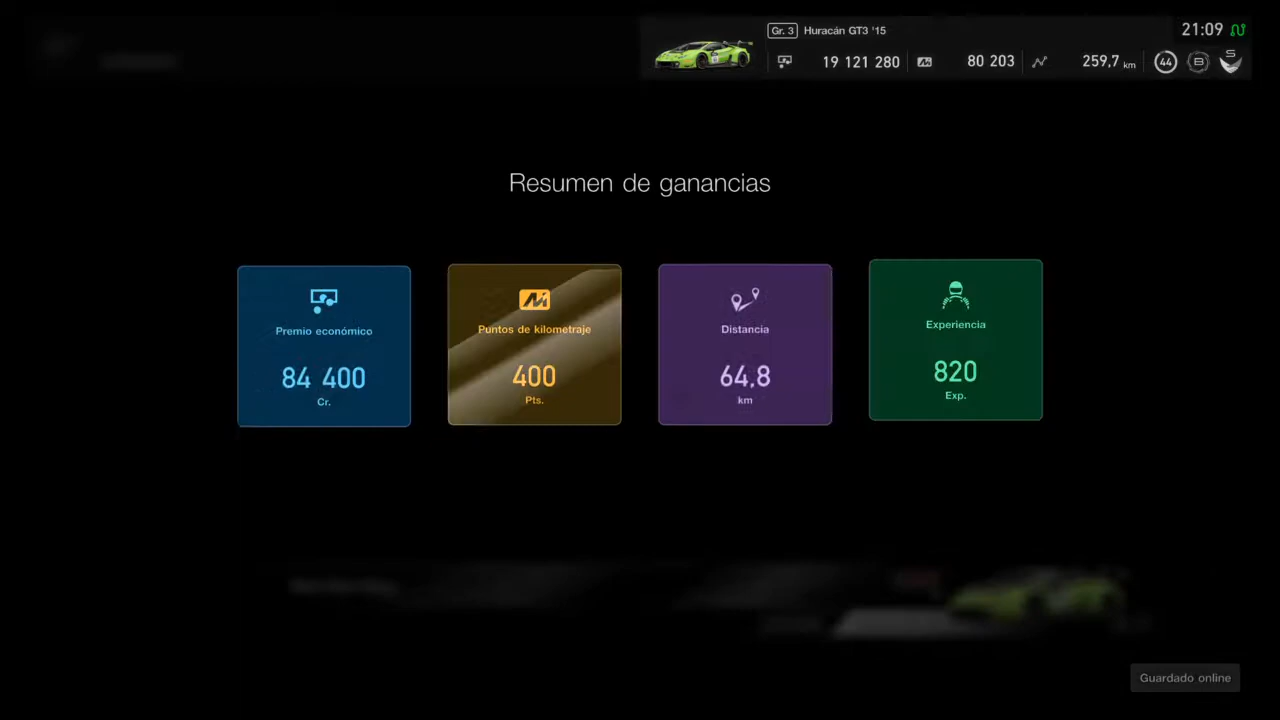 Gr. 3 Huracán GT3 '15 21:09
19 121 280 80 203 259,7 km 44 B S
Resumen de ganancias
Premio económico
84 400
Cr.
Puntos de kilometraje
400
Pts.
Distancia
64,8
km
Experiencia
820
Exp.
Guardado online